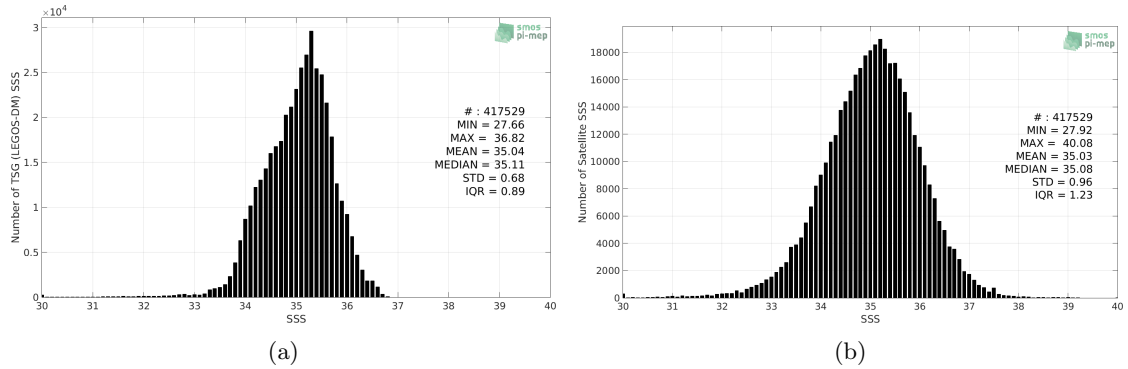 ×10⁴
3
2.5
2
1.5
1
0.5
0
Number of TSG (LEGOS-DM) SSS
smos
pi-mep
# : 417529
MIN = 27.66
MAX = 36.82
MEAN = 35.04
MEDIAN = 35.11
STD = 0.68
IQR = 0.89
30 31 32 33 34 35 36 37 38 39 40
SSS
(a)
18000
16000
14000
12000
10000
8000
6000
4000
2000
0
Number of Satellite SSS
smos
pi-mep
# : 417529
MIN = 27.92
MAX = 40.08
MEAN = 35.03
MEDIAN = 35.08
STD = 0.96
IQR = 1.23
30 31 32 33 34 35 36 37 38 39 40
SSS
(b)